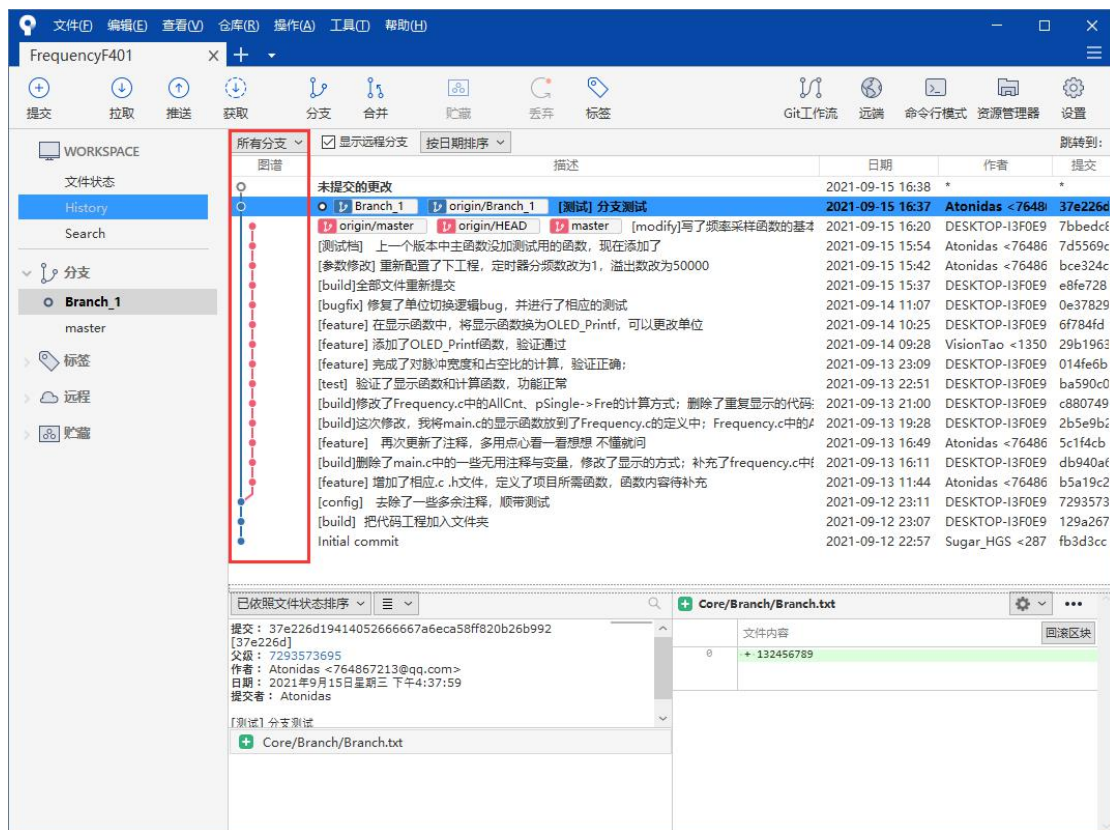 文件(F) 编辑(E) 查看(V) 仓库(R) 操作(A) 工具(T) 帮助(H)
FrequencyF401
提交 拉取 推送 获取 分支 合并 贮藏 丢弃 标签 Git工作流 远端 命令行模式 资源管理器 设置
WORKSPACE
文件状态
History
Search
分支
Branch_1
master
标签
远程
贮藏
所有分支 显示远程分支 按日期排序 跳转到:
图谱 描述 日期 作者 提交
未提交的更改 2021-09-15 16:38 * *
Branch_1 origin/Branch_1 [测试] 分支测试 2021-09-15 16:37 Atonidas <7648 37e226d
origin/master origin/HEAD master [modify]写了频率采样函数的基本 2021-09-15 16:20 DESKTOP-I3F0E9 7bbedc8
[测试档] 上一个版本中主函数没加测试用的函数，现在添加了 2021-09-15 15:54 Atonidas <76486 7d5569c
[参数修改] 重新配置了下工程，定时器分频数改为1，溢出数改为50000 2021-09-15 15:42 Atonidas <76486 bce324c
[build]全部文件重新提交 2021-09-15 15:37 DESKTOP-I3F0E9 e8fe728
[bugfix] 修复了单位切换逻辑bug，并进行了相应的测试 2021-09-14 11:07 DESKTOP-I3F0E9 0e37829
[feature] 在显示函数中，将显示函数换为OLED_Printf，可以更改单位 2021-09-14 10:25 DESKTOP-I3F0E9 6f784fd
[feature] 添加了OLED_Printf函数，验证通过 2021-09-14 09:28 VisionTao <1350 29b1963
[feature] 完成了对脉冲宽度和占空比的计算，验证正确； 2021-09-13 23:09 DESKTOP-I3F0E9 014fe6b
[test] 验证了显示函数和计算函数，功能正常 2021-09-13 22:51 DESKTOP-I3F0E9 ba590c0
[build]修改了Frequency.c中的AllCnt、pSingle->Fre的计算方式；删除了重复显示的代码 2021-09-13 21:00 DESKTOP-I3F0E9 c880749
[build]这次修改，我将main.c的显示函数放到了Frequency.c的定义中；Frequency.c中的A 2021-09-13 19:28 DESKTOP-I3F0E9 2b5e9b2
[feature] 再次更新了注释，多用点心看一看想想 不懂就问 2021-09-13 16:49 Atonidas <76486 5c1f4cb
[build]删除了main.c中的一些无用注释与变量，修改了显示的方式；补充了frequency.c中 2021-09-13 16:11 DESKTOP-I3F0E9 db940a6
[feature] 增加了相应.c .h文件，定义了项目所需函数，函数内容待补充 2021-09-13 11:44 Atonidas <76486 b5a19c2
[config] 去除了一些多余注释，顺带测试 2021-09-12 23:11 DESKTOP-I3F0E9 7293573
[build] 把代码工程加入文件夹 2021-09-12 23:07 DESKTOP-I3F0E9 129a267
Initial commit 2021-09-12 22:57 Sugar_HGS <287 fb3d3cc
已依照文件状态排序
提交： 37e226d19414052666667a6eca58ff820b26b992
[37e226d]
父级： 7293573695
作者： Atonidas <764867213@qq.com>
日期： 2021年9月15日星期三 下午4:37:59
提交者： Atonidas
[测试] 分支测试
Core/Branch/Branch.txt
Core/Branch/Branch.txt
文件内容 回滚区块
0 + 132456789